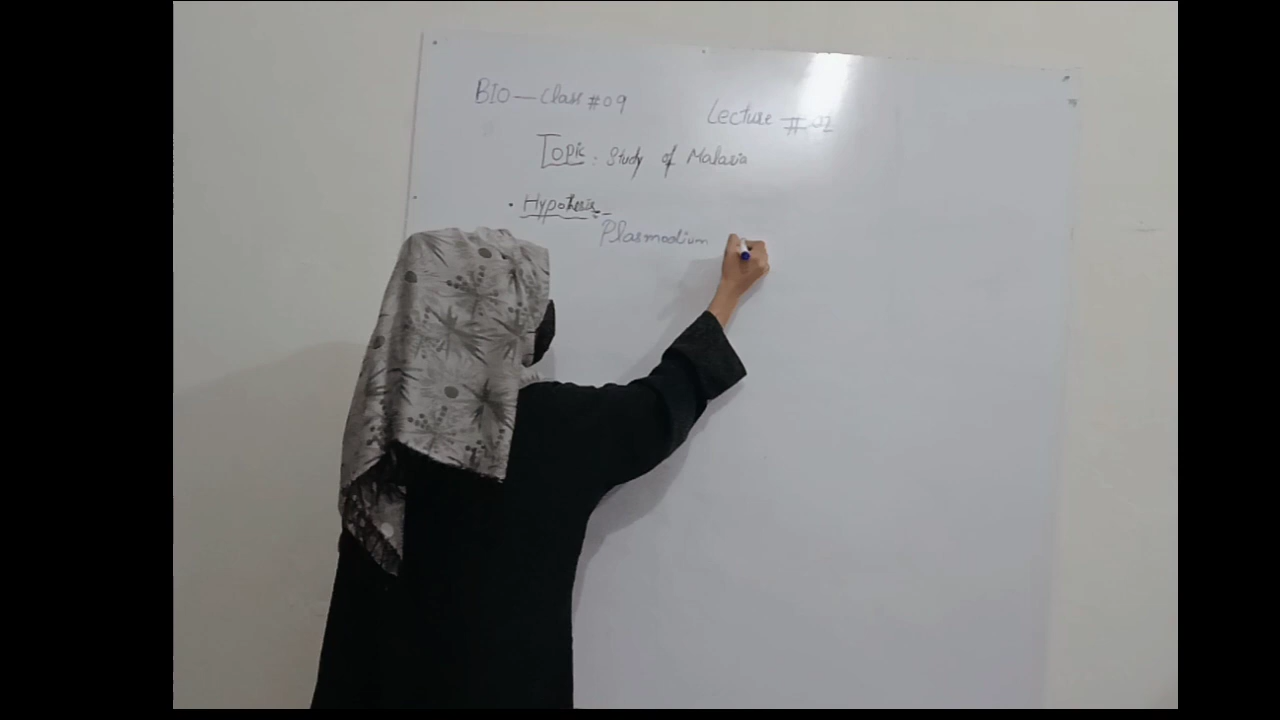 BIO — Class #09
Lecture # 02
Topic : Study of Malaria
• Hypothesis
Plasmodium